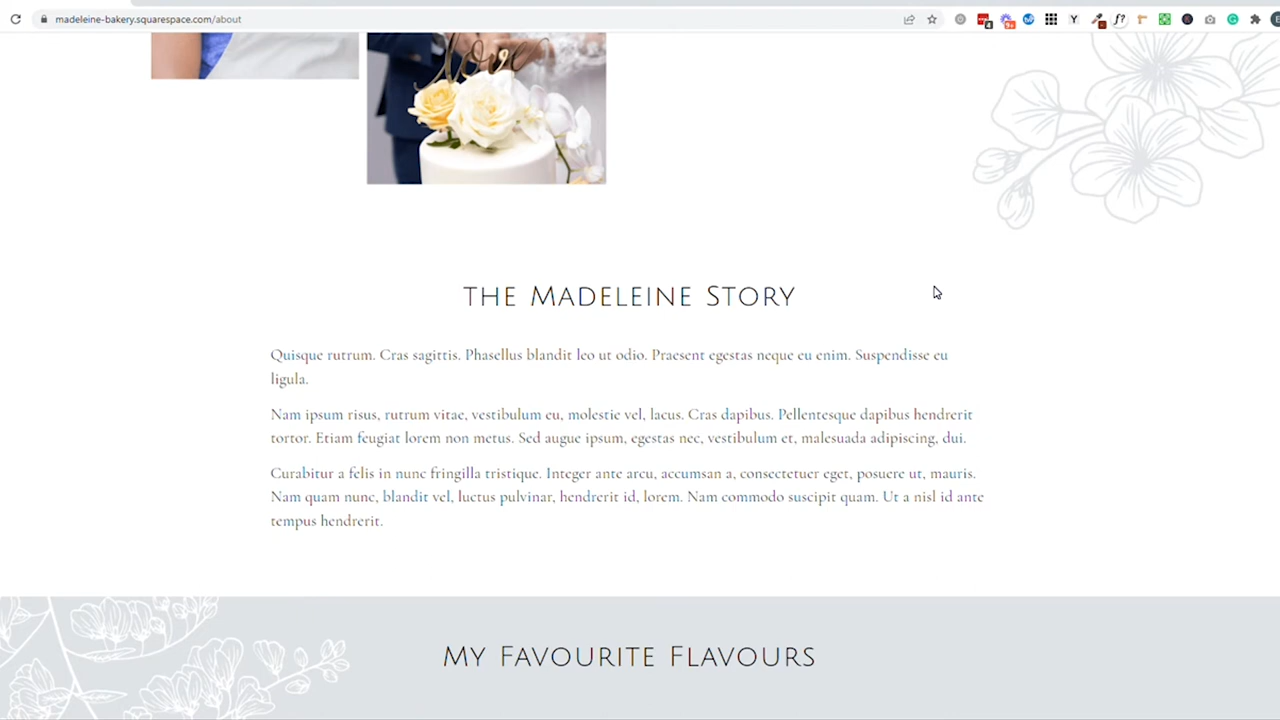 madeleine-bakery.squarespace.com/about
4
9+
Y
f?
love
THE MADELEINE STORY
Quisque rutrum. Cras sagittis. Phasellus blandit leo ut odio. Praesent egestas neque eu enim. Suspendisse eu
ligula.
Nam ipsum risus, rutrum vitae, vestibulum eu, molestie vel, lacus. Cras dapibus. Pellentesque dapibus hendrerit
tortor. Etiam feugiat lorem non metus. Sed augue ipsum, egestas nec, vestibulum et, malesuada adipiscing, dui.
Curabitur a felis in nunc fringilla tristique. Integer ante arcu, accumsan a, consectetuer eget, posuere ut, mauris.
Nam quam nunc, blandit vel, luctus pulvinar, hendrerit id, lorem. Nam commodo suscipit quam. Ut a nisl id ante
tempus hendrerit.
MY FAVOURITE FLAVOURS